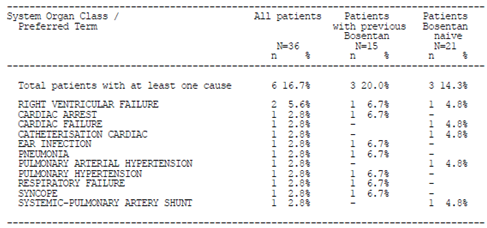 System Organ Class / All patients Patients Patients
Preferred Term with previous Bosentan
Bosentan naive
N=36 N=15 N=21
n % n % n %
Total patients with at least one cause 6 16.7% 3 20.0% 3 14.3%
RIGHT VENTRICULAR FAILURE 2 5.6% 1 6.7% 1 4.8%
CARDIAC ARREST 1 2.8% 1 6.7% -
CARDIAC FAILURE 1 2.8% - 1 4.8%
CATHETERISATION CARDIAC 1 2.8% - 1 4.8%
EAR INFECTION 1 2.8% 1 6.7% -
PNEUMONIA 1 2.8% 1 6.7% -
PULMONARY ARTERIAL HYPERTENSION 1 2.8% - 1 4.8%
PULMONARY HYPERTENSION 1 2.8% 1 6.7% -
RESPIRATORY FAILURE 1 2.8% 1 6.7% -
SYNCOPE 1 2.8% 1 6.7% -
SYSTEMIC-PULMONARY ARTERY SHUNT 1 2.8% - 1 4.8%